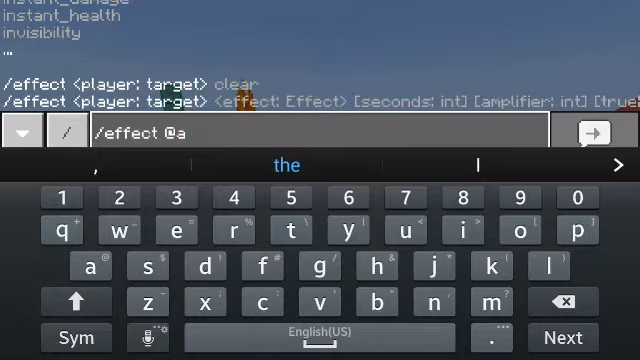 instant_damage
instant_health
invisibility
…
/effect <player: target> clear
/effect <player: target> <effect: Effect> [seconds: int] [amplifier: int] [true
/ /effect @a
, the I >
1 2 3 4 5 6 7 8 9 0
q + w - e = r % t \ y | u < i > o [ p ]
a @ s $ d ! f # g / h & j * k ( l )
z x c v b n m ?
Sym English(US) . Next